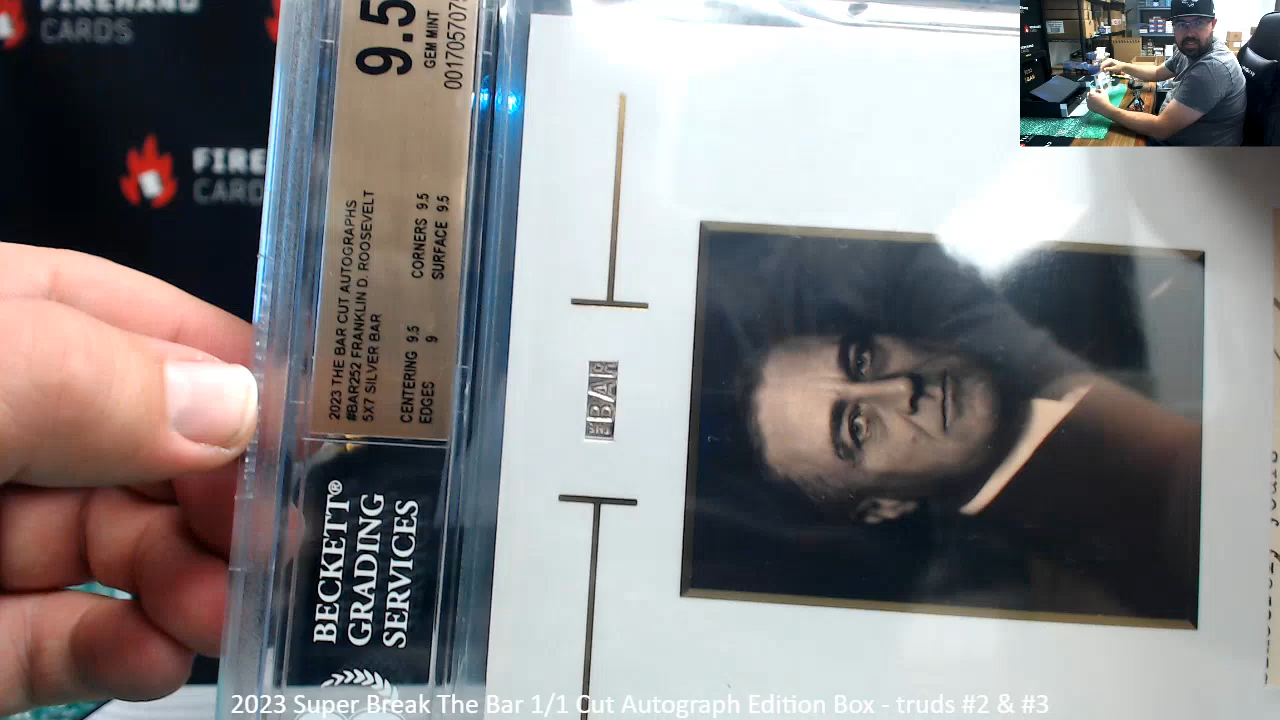 FIREHAND
CARDS
FIRE
CARD
2023 THE BAR CUT AUTOGRAPHS
#BAR252 FRANKLIN D. ROOSEVELT
5X7 SILVER BAR
CENTERING 9.5 CORNERS 9.5
EDGES 9 SURFACE 9.5
9.5
GEM MINT
001705707
BECKETT®
GRADING
SERVICES
BAR
2023 Super Break The Bar 1/1 Cut Autograph Edition Box - truds #2 & #3